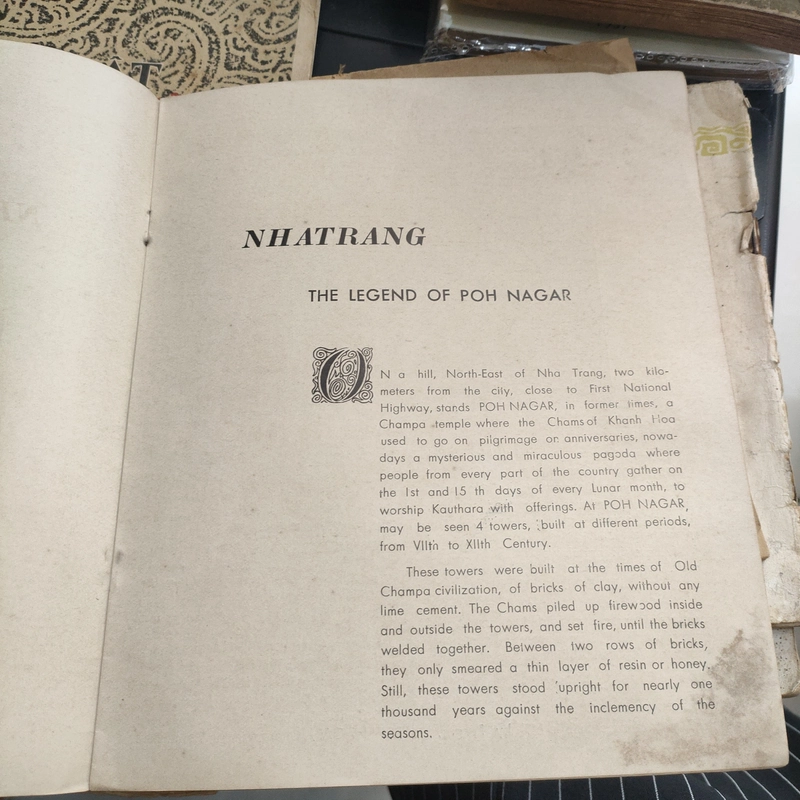 NHATRANG
THE LEGEND OF POH NAGAR
ON a hill, North-East of Nha Trang, two kilo-
meters from the city, close to First National
Highway, stands POH NAGAR, in former times, a
Champa temple where the Chams of Khanh Hoa
used to go on pilgrimage or anniversaries, nowa-
days a mysterious and miraculous pagoda where
people from every part of the country gather on
the 1st and 15 th days of every Lunar month, to
worship Kauthara with offerings. At POH NAGAR,
may be seen 4 towers, built at different periods,
from VIIth to XIIth Century.
These towers were built at the times of Old
Champa civilization, of bricks of clay, without any
lime cement. The Chams piled up firewood inside
and outside the towers, and set fire, until the bricks
welded together. Between two rows of bricks,
they only smeared a thin layer of resin or honey.
Still, these towers stood upright for nearly one
thousand years against the inclemency of the
seasons.